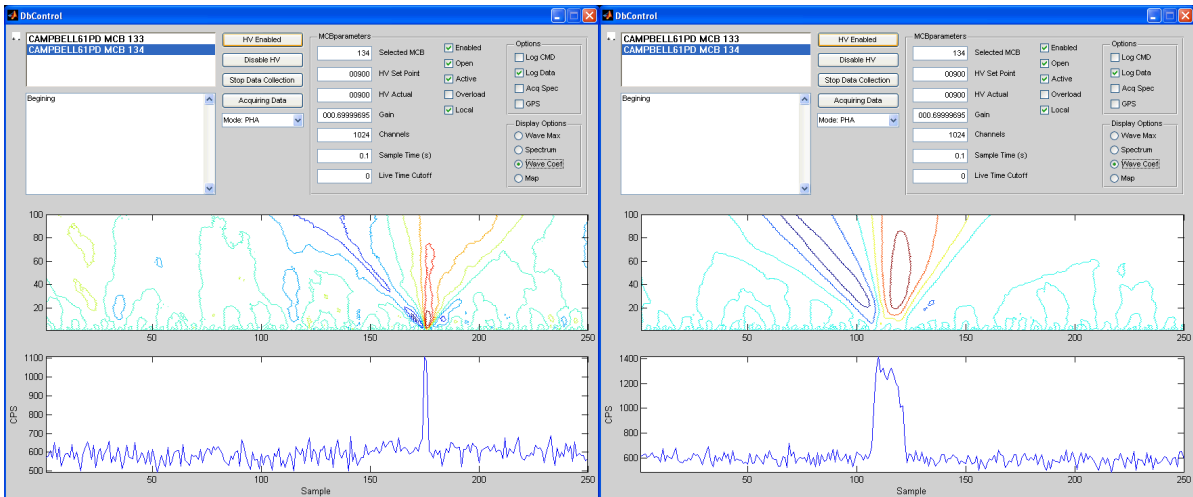 DbControl
CAMPBELL61PD MCB 133
CAMPBELL61PD MCB 134
Begining
HV Enabled
Disable HV
Stop Data Collection
Acquiring Data
Mode: PHA
MCBparameters
134 Selected MCB
00900 HV Set Point
00900 HV Actual
000.69999695 Gain
1024 Channels
0.1 Sample Time (s)
0 Live Time Cutoff
Enabled
Open
Active
Overload
Local
Options
Log CMD
Log Data
Acq Spec
GPS
Display Options
Wave Max
Spectrum
Wave Coef
Map
100
80
60
40
20
50 100 150 200 250
1100
1000
900
800
700
600
500
CPS
50 100 150 200 250
Sample
DbControl
CAMPBELL61PD MCB 133
CAMPBELL61PD MCB 134
Begining
HV Enabled
Disable HV
Stop Data Collection
Acquiring Data
Mode: PHA
MCBparameters
134 Selected MCB
00900 HV Set Point
00900 HV Actual
000.69999695 Gain
1024 Channels
0.1 Sample Time (s)
0 Live Time Cutoff
Enabled
Open
Active
Overload
Local
Options
Log CMD
Log Data
Acq Spec
GPS
Display Options
Wave Max
Spectrum
Wave Coef
Map
100
80
60
40
20
50 100 150 200 250
1400
1200
1000
800
600
CPS
50 100 150 200 250
Sample